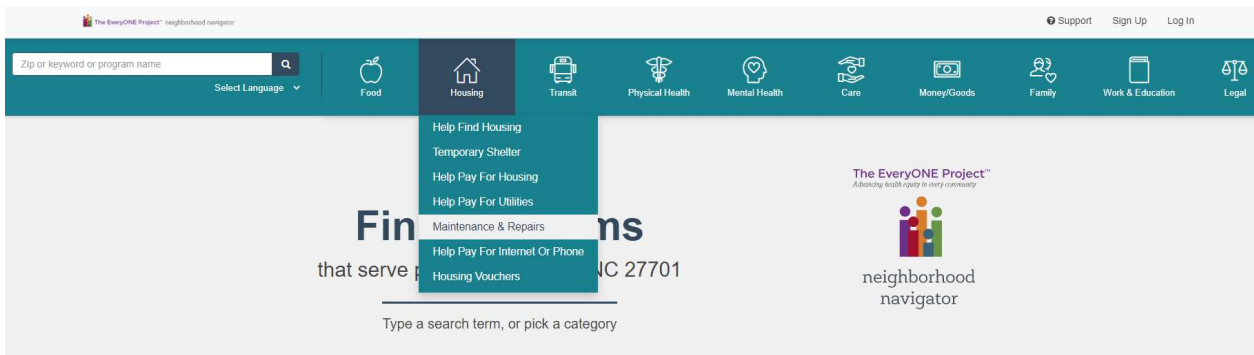 The EveryONE Project™ neighborhood navigator
Support Sign Up Log In
Zip or keyword or program name
Select Language
Food Housing Transit Physical Health Mental Health Care Money/Goods Family Work & Education Legal
Help Find Housing
Temporary Shelter
Help Pay For Housing
Help Pay For Utilities
Maintenance & Repairs
Help Pay For Internet Or Phone
Housing Vouchers
Fin ms
that serve p NC 27701
Type a search term, or pick a category
The EveryONE Project™
Advancing health equity in every community
neighborhood
navigator